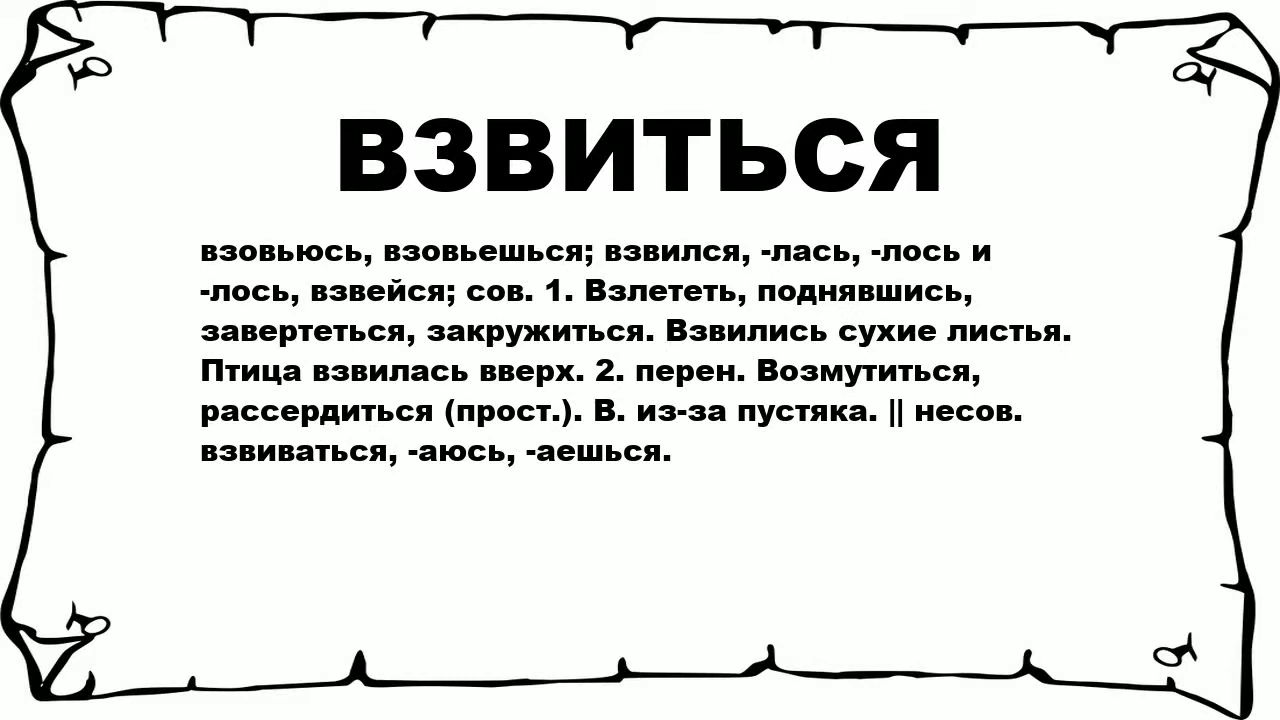 ВЗВИТЬСЯ
взовьюсь, взовьешься; взвился, -лась, -лось и
-лось, взвейся; сов. 1. Взлететь, поднявшись,
завертеться, закружиться. Взвились сухие листья.
Птица взвилась вверх. 2. перен. Возмутиться,
рассердиться (прост.). В. из-за пустяка. || несов.
взвиваться, -аюсь, -аешься.